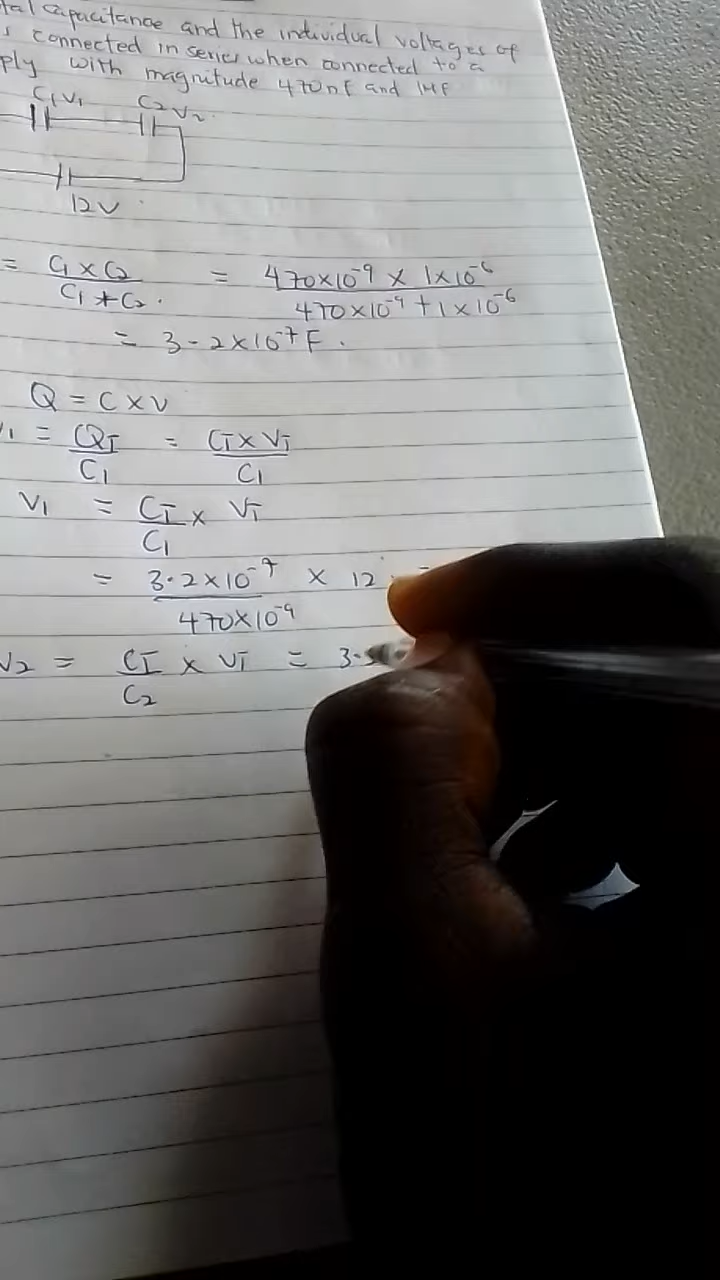 tal capacitance and the individual voltages of
s connected in series when connected to a
ply with magnitude 470nF and 1MF
C1 V1 C2 V2
12V
= C1 x C2 / C1 + C2 . = 470x10^-9 x 1x10^-6 / 470x10^-9 + 1x10^-6
= 3-2x10^-7 F .
Q = C x V
V1 = QT / C1 = CT x VT / C1
V1 = CT / C1 x VT
= 3.2x10^-7 / 470x10^-9 x 12
V2 = CT / C2 x VT = 3.